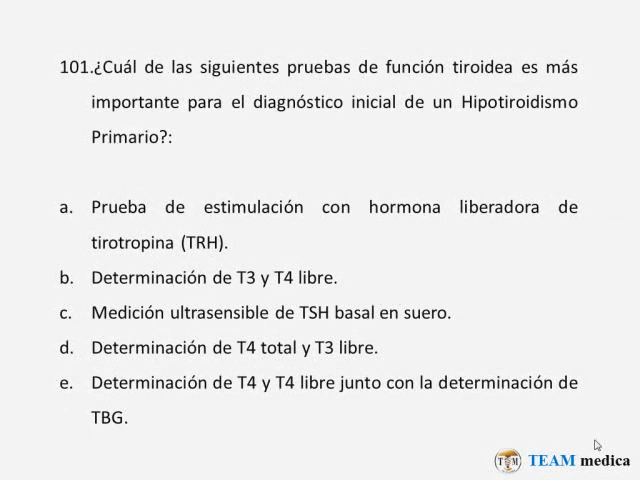 101.¿Cuál de las siguientes pruebas de función tiroidea es más
importante para el diagnóstico inicial de un Hipotiroidismo
Primario?:
a. Prueba de estimulación con hormona liberadora de
tirotropina (TRH).
b. Determinación de T3 y T4 libre.
c. Medición ultrasensible de TSH basal en suero.
d. Determinación de T4 total y T3 libre.
e. Determinación de T4 y T4 libre junto con la determinación de
TBG.
TEAM medica